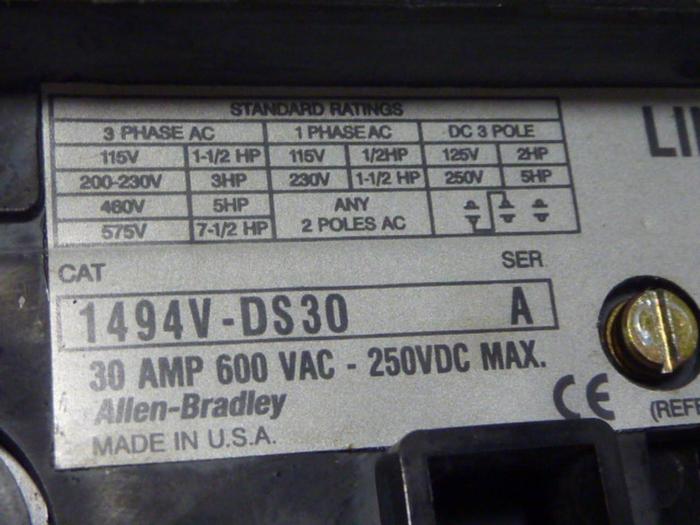 STANDARD RATINGS
3 PHASE AC 1 PHASE AC DC 3 POLE
115V 1-1/2 HP 115V 1/2HP 125V 2HP
200-230V 3HP 230V 1-1/2 HP 250V 5HP
460V 5HP ANY
575V 7-1/2 HP 2 POLES AC
CAT SER
1494V-DS30 A
30 AMP 600 VAC - 250VDC MAX.
Allen-Bradley
MADE IN U.S.A.
CE